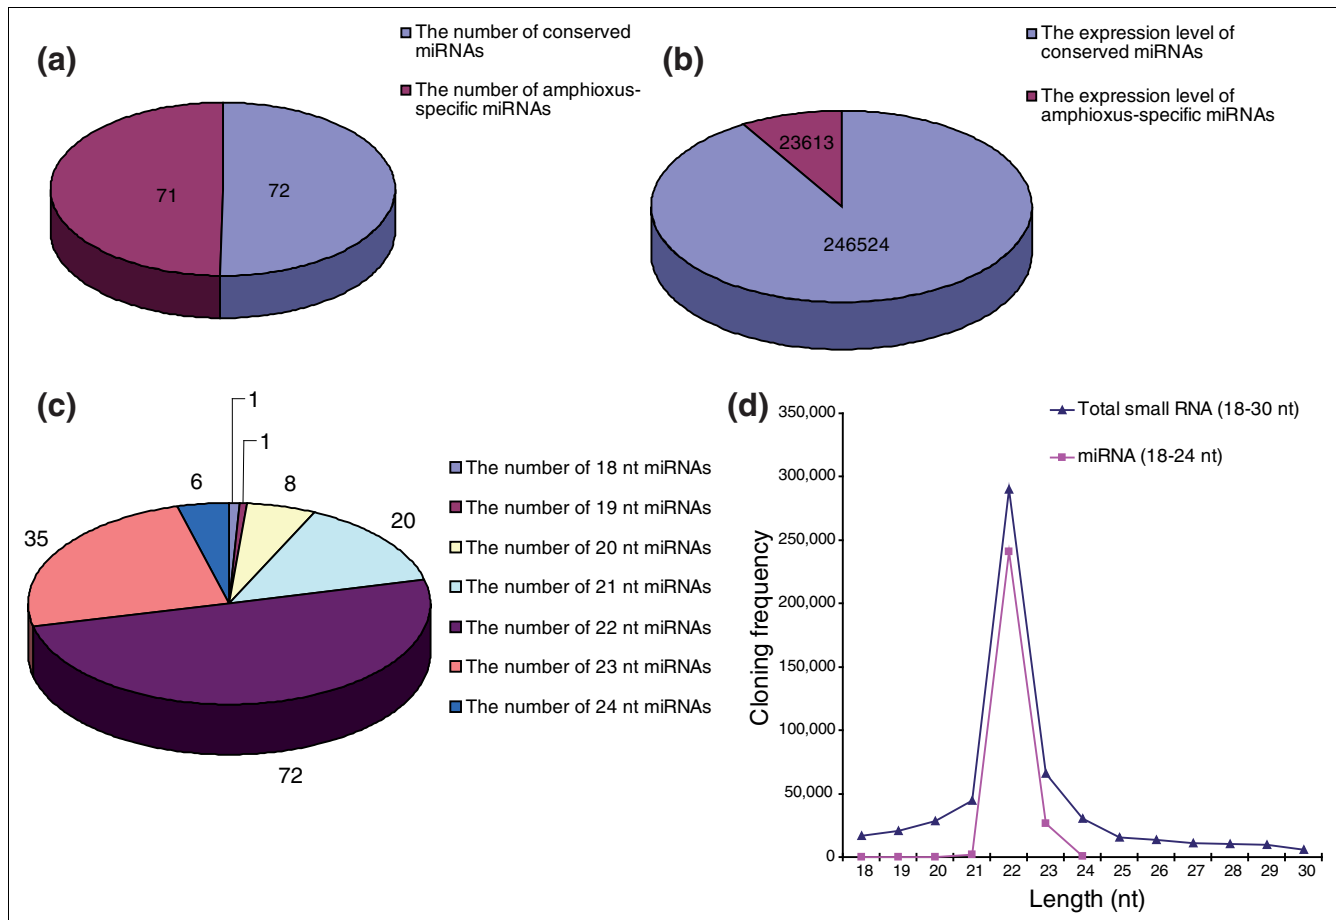 (a)
The number of conserved
miRNAs
The number of amphioxus-
specific miRNAs
71
72
(b)
The expression level of
conserved miRNAs
The expression level of
amphioxus-specific miRNAs
23613
246524
(c)
1
1
6
8
20
35
72
The number of 18 nt miRNAs
The number of 19 nt miRNAs
The number of 20 nt miRNAs
The number of 21 nt miRNAs
The number of 22 nt miRNAs
The number of 23 nt miRNAs
The number of 24 nt miRNAs
(d)
Total small RNA (18-30 nt)
miRNA (18-24 nt)
Cloning frequency
350,000
300,000
250,000
200,000
150,000
100,000
50,000
0
18 19 20 21 22 23 24 25 26 27 28 29 30
Length (nt)